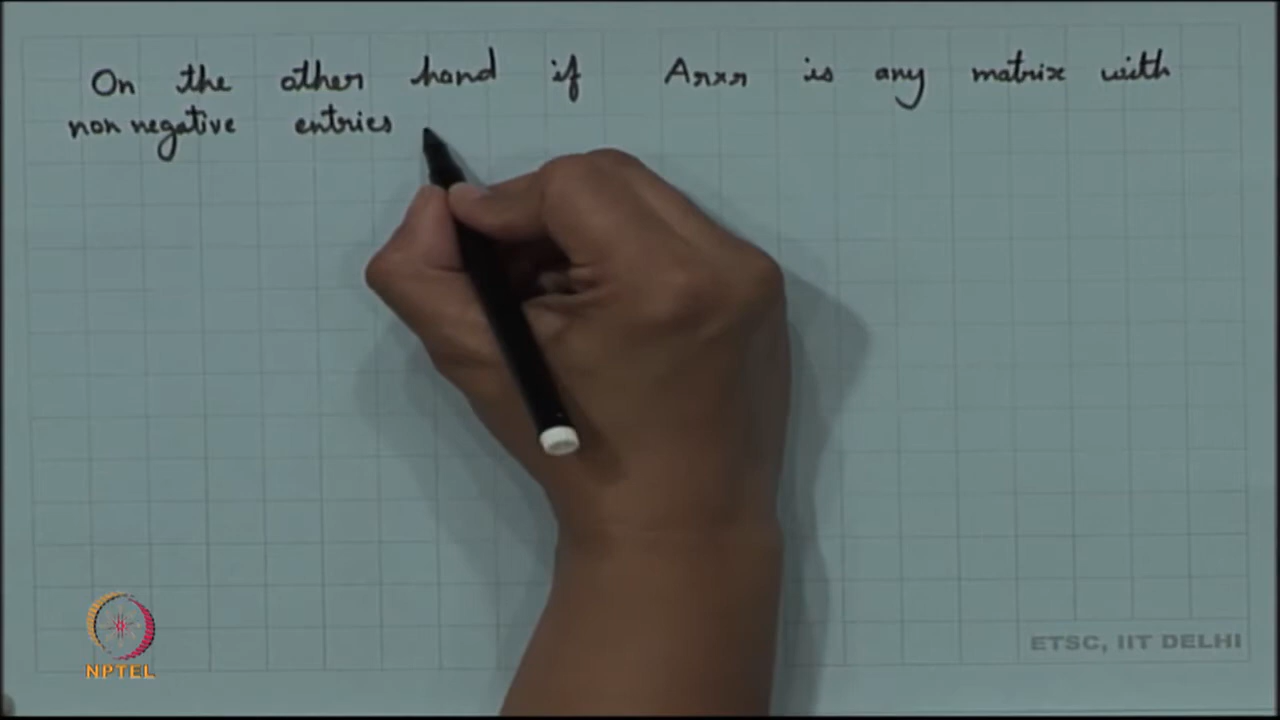 On the other hand if Anxn is any matrix with
non negative entries
NPTEL
ETSC, IIT DELHI